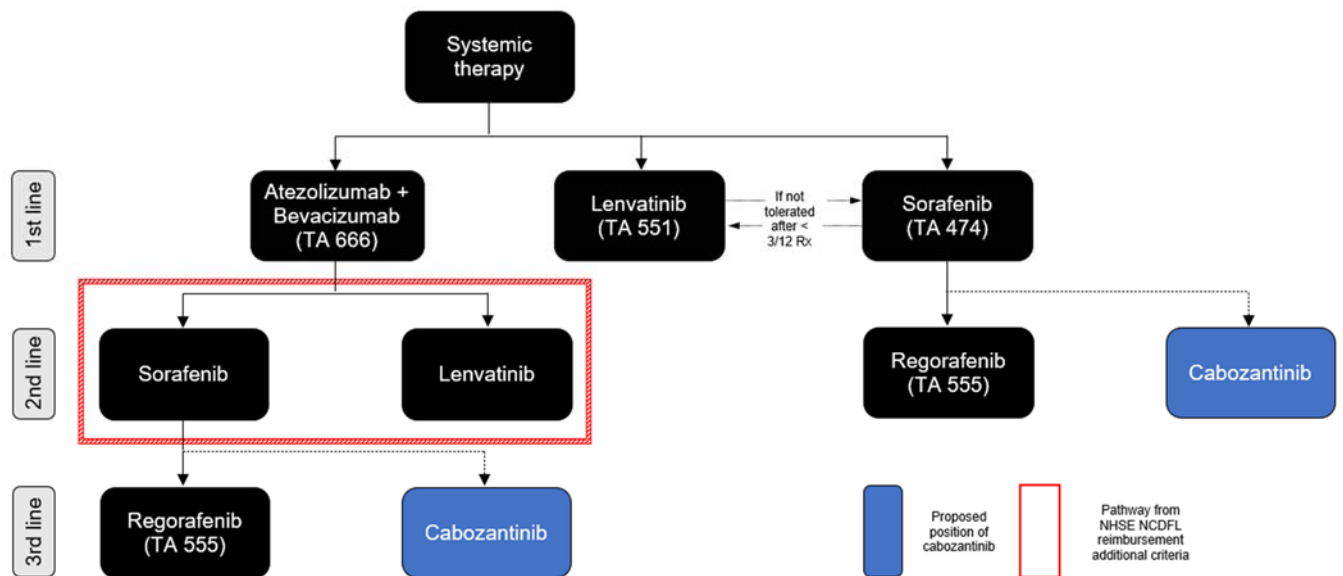 Systemic
therapy
1st line
Atezolizumab +
Bevacizumab
(TA 666)
Lenvatinib
(TA 551)
If not
tolerated
after <
3/12 Rx
Sorafenib
(TA 474)
2nd line
Sorafenib
Lenvatinib
Regorafenib
(TA 555)
Cabozantinib
3rd line
Regorafenib
(TA 555)
Cabozantinib
Proposed
position of
cabozantinib
Pathway from
NHSE NCDFL
reimbursement
additional criteria